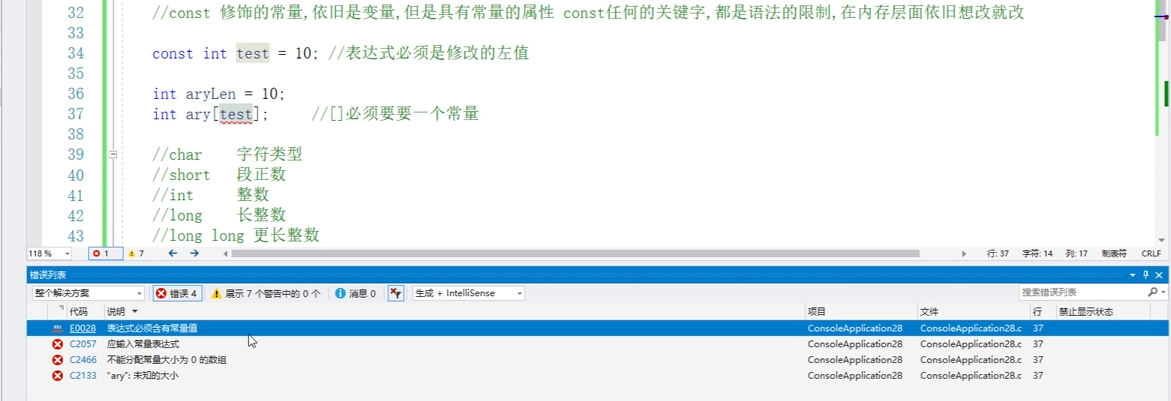 32 //const 修饰的常量,依旧是变量,但是具有常量的属性 const任何的关键字,都是语法的限制,在内存层面依旧想改就改
33
34 const int test = 10; //表达式必须是修改的左值
35
36 int aryLen = 10;
37 int ary[test]; //[]必须要要一个常量
38
39 //char 字符类型
40 //short 段正数
41 //int 整数
42 //long 长整数
43 //long long 更长整数
118 % 1 7 行: 37 字符: 14 列: 17 制表符 CRLF
错误列表
整个解决方案 错误 4 展示 7 个警告中的 0 个 消息 0 生成 + IntelliSense 搜索错误列表
代码 说明 项目 文件 行 禁止显示状态
E0028 表达式必须含有常量值 ConsoleApplication28 ConsoleApplication28.c 37
C2057 应输入常量表达式 ConsoleApplication28 ConsoleApplication28.c 37
C2466 不能分配常量大小为 0 的数组 ConsoleApplication28 ConsoleApplication28.c 37
C2133 “ary”: 未知的大小 ConsoleApplication28 ConsoleApplication28.c 37